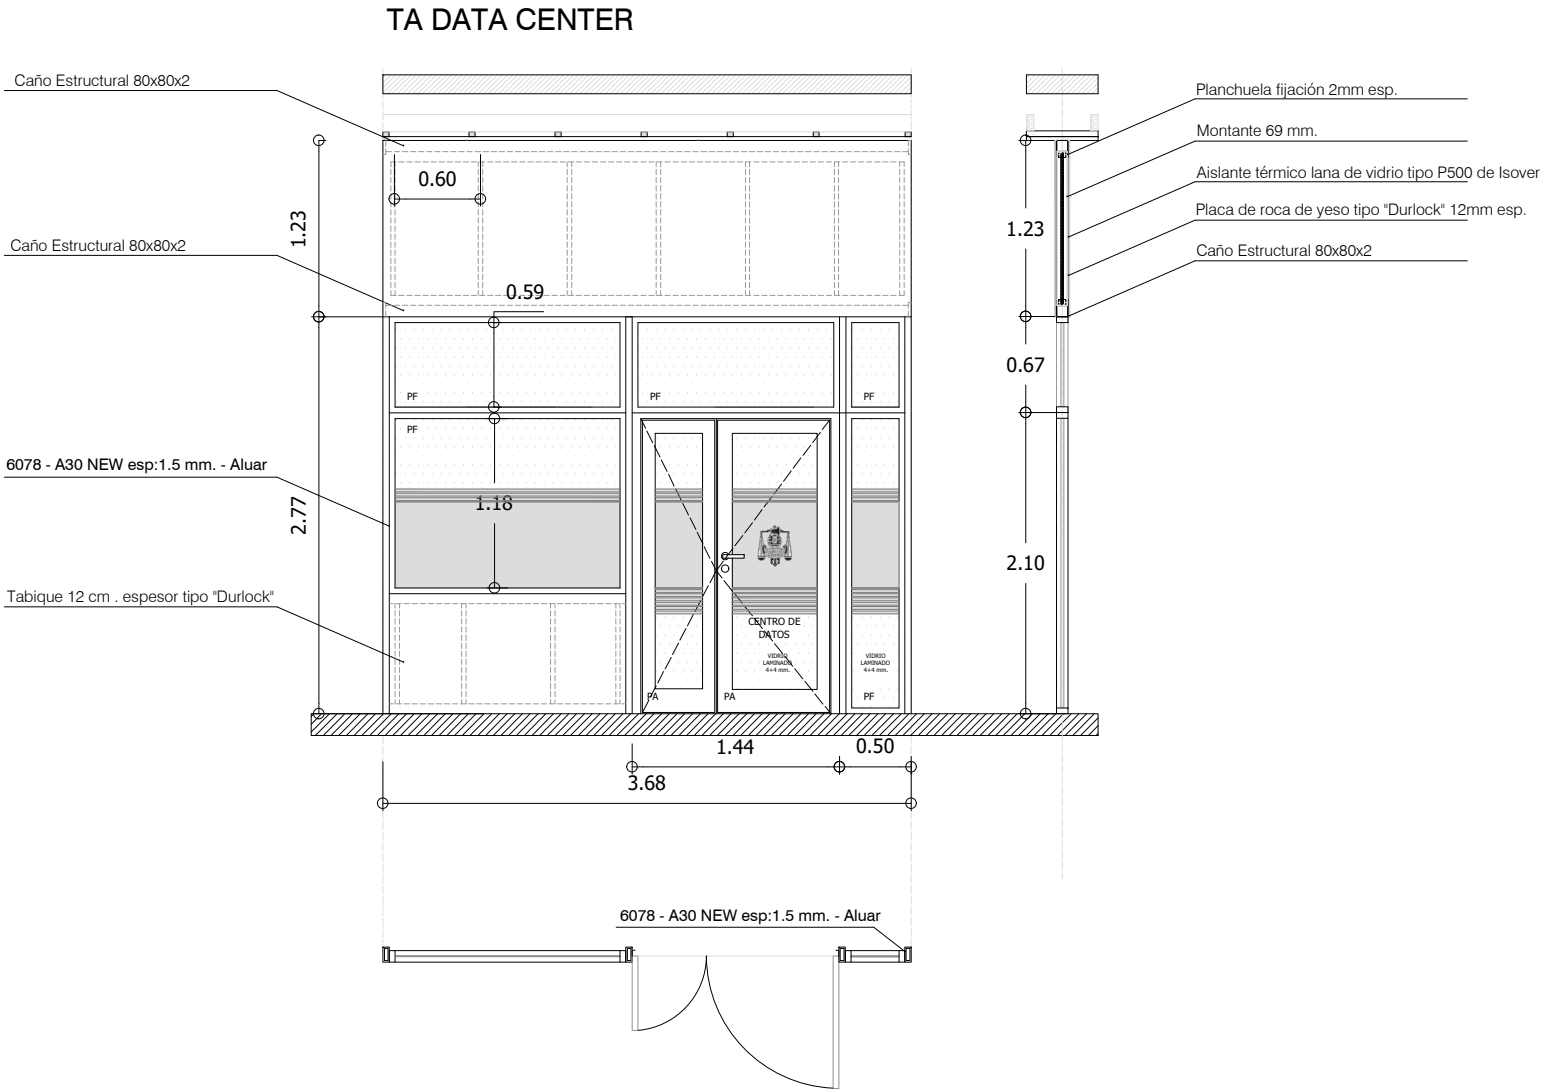 TA DATA CENTER
Caño Estructural 80x80x2
Planchuela fijación 2mm esp.
Montante 69 mm.
Aislante térmico lana de vidrio tipo P500 de Isover
0.60
Placa de roca de yeso tipo "Durlock" 12mm esp.
1.23
1.23
Caño Estructural 80x80x2
Caño Estructural 80x80x2
0.59
0.67
PF
PF
PF
PF
6078 - A30 NEW esp:1.5 mm. - Aluar
1.18
2.77
2.10
Tabique 12 cm . espesor tipo "Durlock"
CENTRO DE
DATOS
VIDRIO
LAMINADO
4+4 mm.
VIDRIO
LAMINADO
4+4 mm.
PA
PA
PF
1.44
0.50
3.68
6078 - A30 NEW esp:1.5 mm. - Aluar